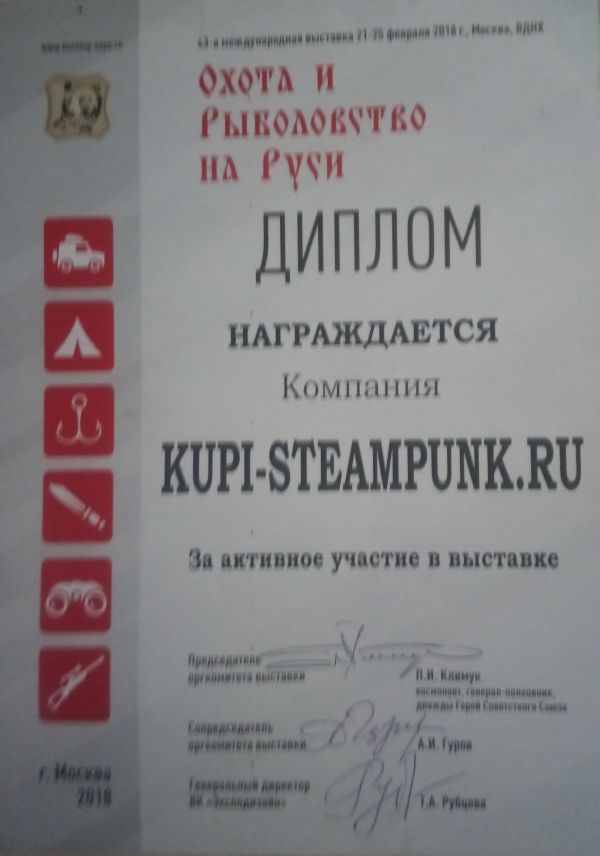 43-я международная выставка 21-25 февраля 2018 г., Москва, ВДНХ
Охота и
Рыболовство
на Руси
ДИПЛОМ
НАГРАЖДАЕТСЯ
Компания
KUPI-STEAMPUNK.RU
За активное участие в выставке
Председатель
оргкомитета выставки
П.И. Климук
космонавт, генерал-полковник,
дважды Герой Советского Союза
Сопредседатель
оргкомитета выставки
А.И. Гуров
Генеральный директор
ВК «Эксподизайн»
Т.А. Рубцова
г. Москва
2018